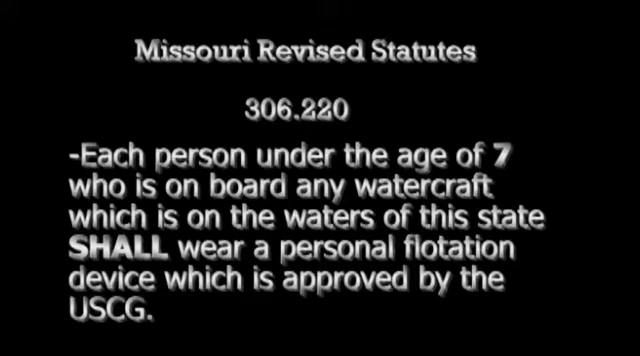 Missouri Revised Statutes
306.220
-Each person under the age of 7
who is on board any watercraft
which is on the waters of this state
SHALL wear a personal flotation
device which is approved by the
USCG.